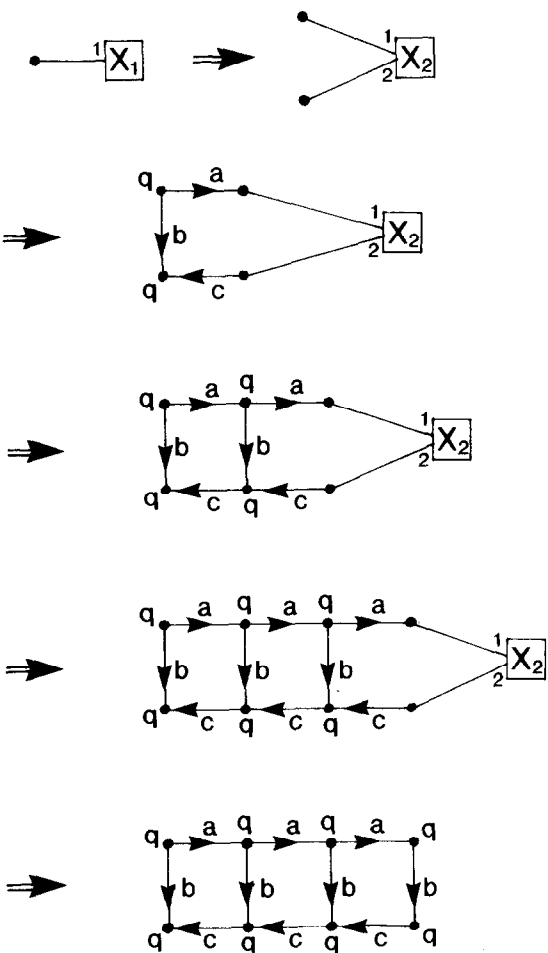 1 X₁ 1 2 X₂
q a 1
b 2 X₂
q c
q a q a 1
b b 2 X₂
q c q c
q a q a q a 1
b b b 2 X₂
q c q c q c
q a q a q a q
b b b b
q c q c q c q